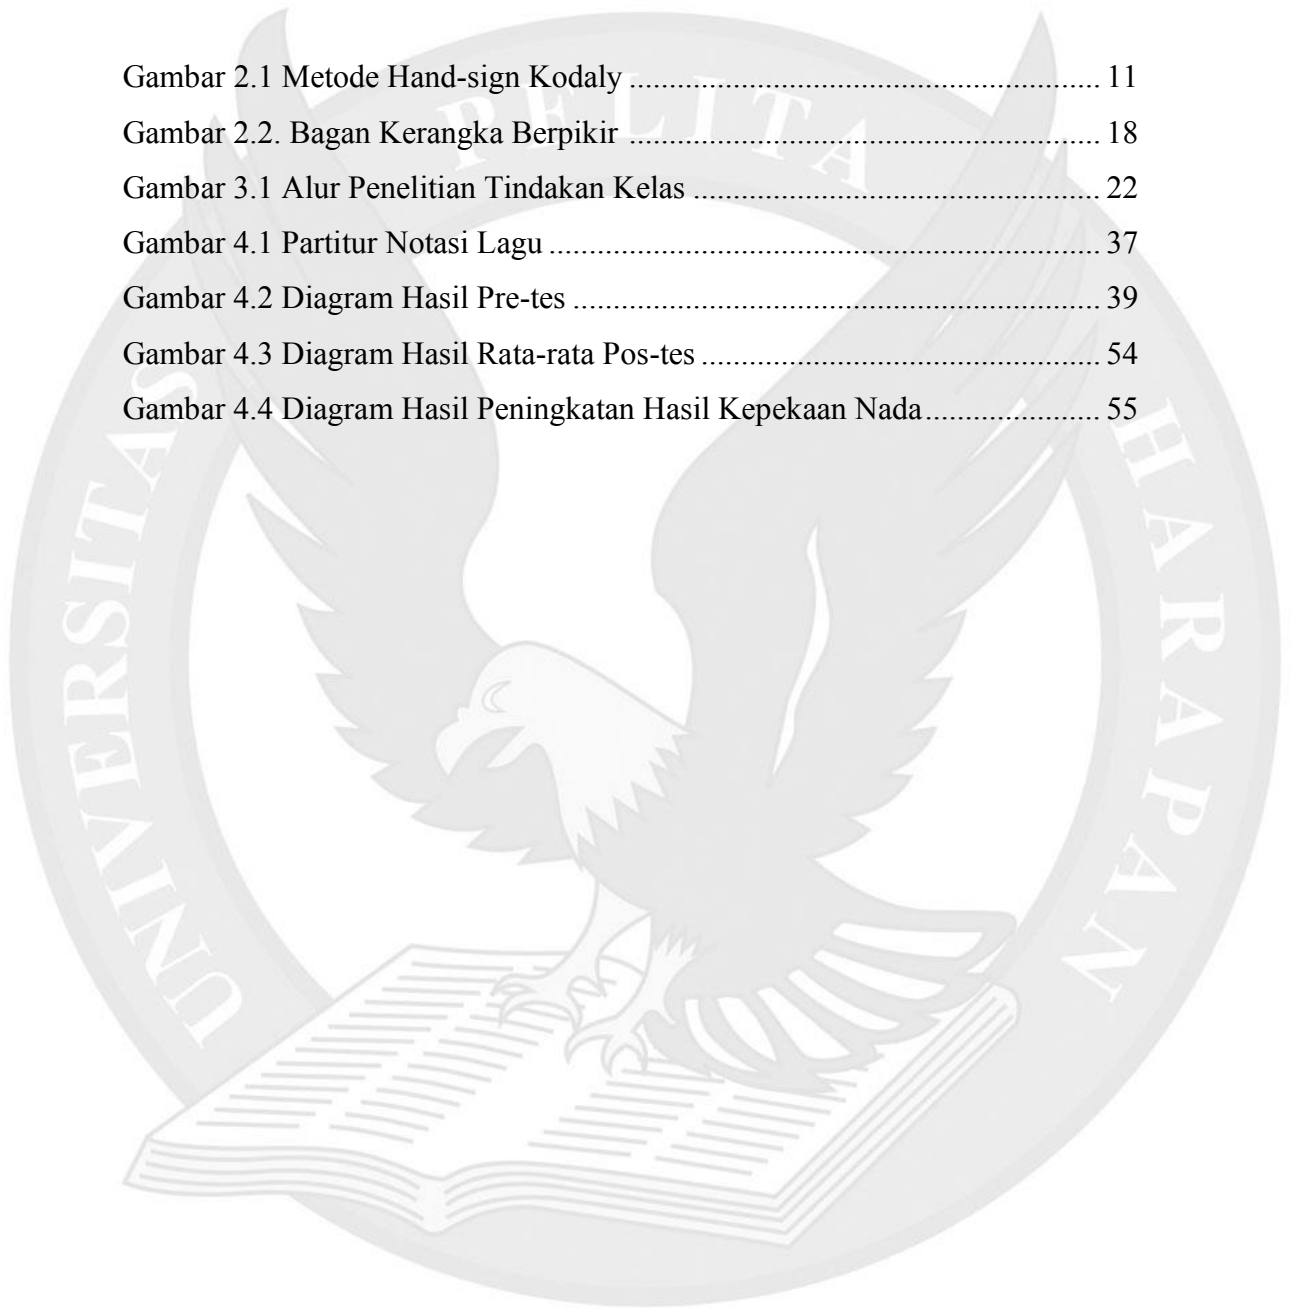 Gambar 2.1 Metode Hand-sign Kodaly ........................................................... 11
Gambar 2.2. Bagan Kerangka Berpikir ........................................................... 18
Gambar 3.1 Alur Penelitian Tindakan Kelas ................................................... 22
Gambar 4.1 Partitur Notasi Lagu ..................................................................... 37
Gambar 4.2 Diagram Hasil Pre-tes .................................................................. 39
Gambar 4.3 Diagram Hasil Rata-rata Pos-tes .................................................. 54
Gambar 4.4 Diagram Hasil Peningkatan Hasil Kepekaan Nada...................... 55
UNIVERSITAS PELITA HARAPAN